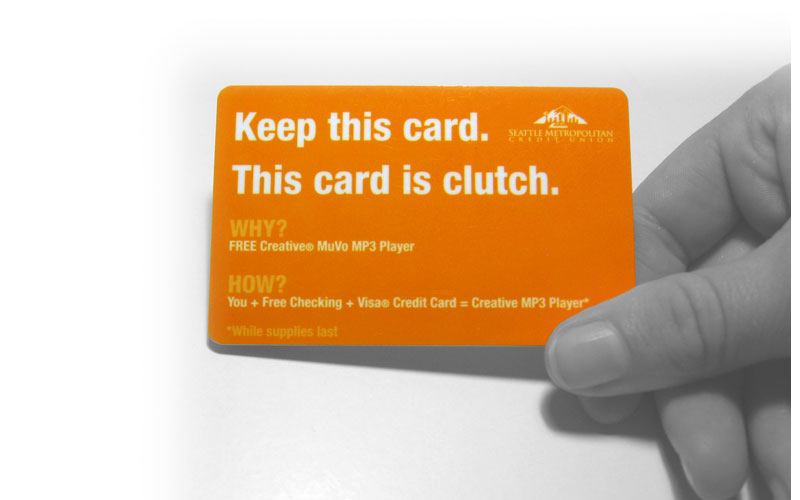 Keep this card.
SEATTLE METROPOLITAN
CREDIT UNION
This card is clutch.
WHY?
FREE Creative® MuVo MP3 Player
HOW?
You + Free Checking + Visa® Credit Card = Creative MP3 Player*
*While supplies last